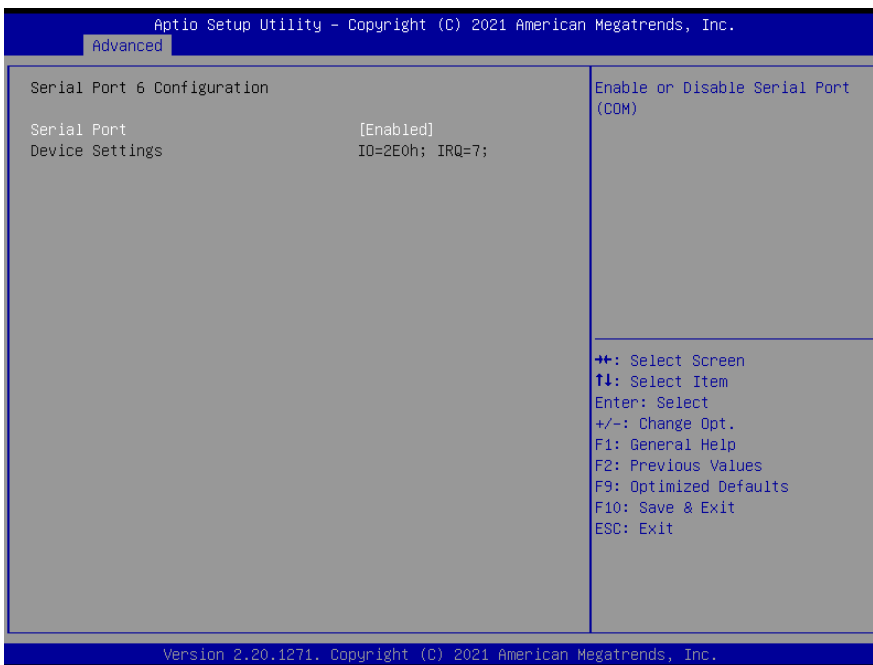 Aptio Setup Utility – Copyright (C) 2021 American Megatrends, Inc.
Advanced
Serial Port 6 Configuration
Serial Port [Enabled]
Device Settings IO=2E0h; IRQ=7;
Enable or Disable Serial Port
(COM)
→←: Select Screen
↑↓: Select Item
Enter: Select
+/-: Change Opt.
F1: General Help
F2: Previous Values
F9: Optimized Defaults
F10: Save & Exit
ESC: Exit
Version 2.20.1271. Copyright (C) 2021 American Megatrends, Inc.